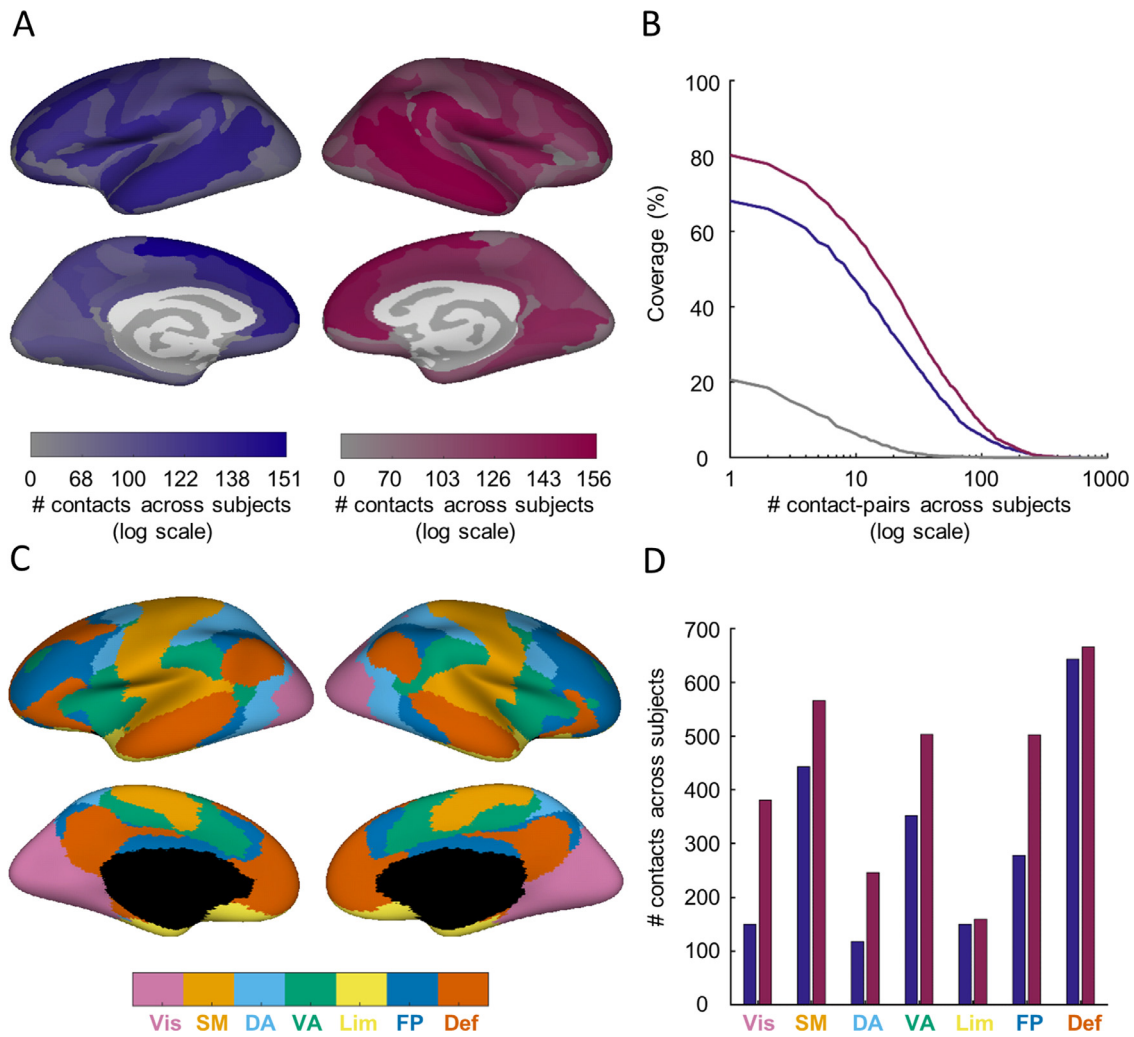 A
0 68 100 122 138 151
# contacts across subjects
(log scale)
0 70 103 126 143 156
# contacts across subjects
(log scale)
B
100
80
60
40
20
0
Coverage (%)
1 10 100 1000
# contact-pairs across subjects
(log scale)
C
Vis SM DA VA Lim FP Def
D
700
600
500
400
300
200
100
0
# contacts across subjects
Vis SM DA VA Lim FP Def